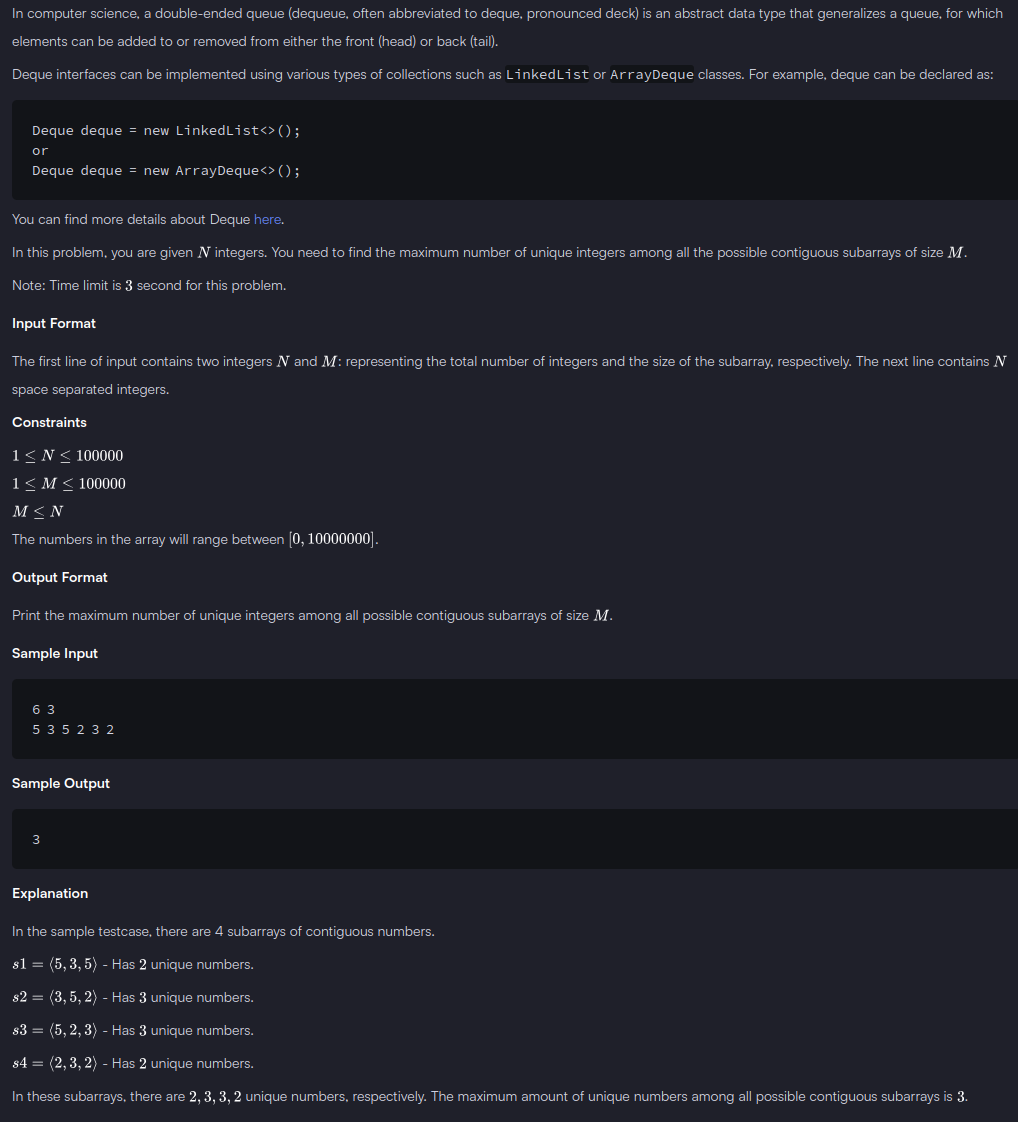 In computer science, a double-ended queue (dequeue, often abbreviated to deque, pronounced deck) is an abstract data type that generalizes a queue, for which
elements can be added to or removed from either the front (head) or back (tail).
Deque interfaces can be implemented using various types of collections such as LinkedList or ArrayDeque classes. For example, deque can be declared as:
Deque deque = new LinkedList<>();
or
Deque deque = new ArrayDeque<>();
You can find more details about Deque here.
In this problem, you are given N integers. You need to find the maximum number of unique integers among all the possible contiguous subarrays of size M.
Note: Time limit is 3 second for this problem.
Input Format
The first line of input contains two integers N and M: representing the total number of integers and the size of the subarray, respectively. The next line contains N
space separated integers.
Constraints
1 ≤ N ≤ 100000
1 ≤ M ≤ 100000
M ≤ N
The numbers in the array will range between [0, 10000000].
Output Format
Print the maximum number of unique integers among all possible contiguous subarrays of size M.
Sample Input
6 3
5 3 5 2 3 2
Sample Output
3
Explanation
In the sample testcase, there are 4 subarrays of contiguous numbers.
s1 = ⟨5, 3, 5⟩ - Has 2 unique numbers.
s2 = ⟨3, 5, 2⟩ - Has 3 unique numbers.
s3 = ⟨5, 2, 3⟩ - Has 3 unique numbers.
s4 = ⟨2, 3, 2⟩ - Has 2 unique numbers.
In these subarrays, there are 2, 3, 3, 2 unique numbers, respectively. The maximum amount of unique numbers among all possible contiguous subarrays is 3.